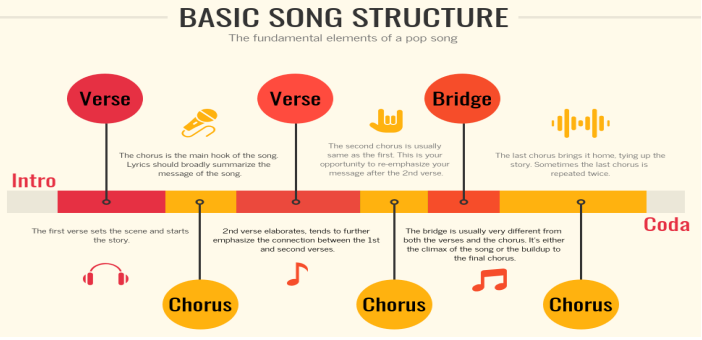 BASIC SONG STRUCTURE
The fundamental elements of a pop song
Verse
Verse
Bridge
The chorus is the main hook of the song.
Lyrics should broadly summarize the
message of the song.
The second chorus is usually
same as the first. This is your
opportunity to re-emphasize your
message after the 2nd verse.
The last chorus brings it home, tying up the
story. Sometimes the last chorus is
repeated twice.
Intro
Coda
The first verse sets the scene and starts
the story.
2nd verse elaborates, tends to further
emphasize the connection between the 1st
and second verses.
The bridge is usually very different from
both the verses and the chorus. It's either
the climax of the song or the buildup to
the final chorus.
Chorus
Chorus
Chorus